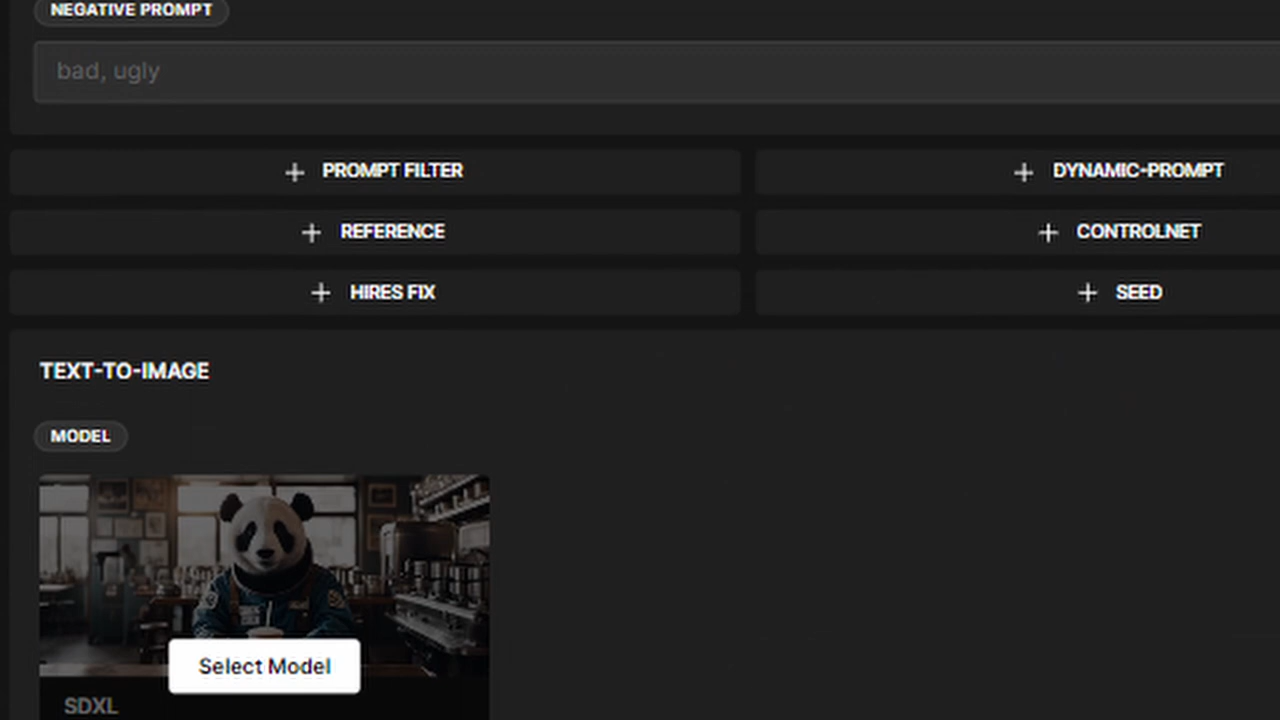 NEGATIVE PROMPT
bad, ugly
PROMPT FILTER
DYNAMIC-PROMPT
REFERENCE
CONTROLNET
HIRES FIX
SEED
TEXT-TO-IMAGE
MODEL
Select Model
SDXL